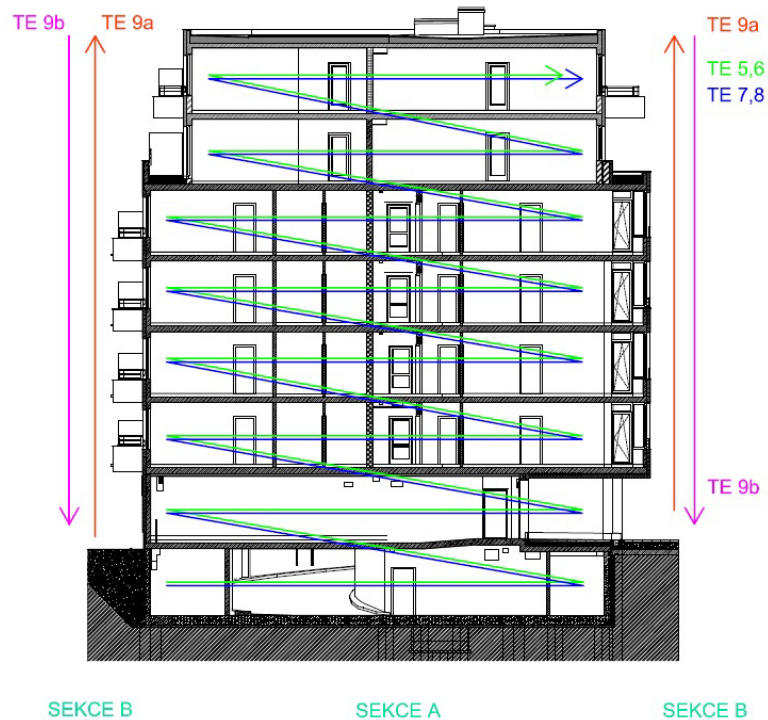 TE 9b TE 9a
TE 9a
TE 5,6
TE 7,8
TE 9b
SEKCE B SEKCE A SEKCE B